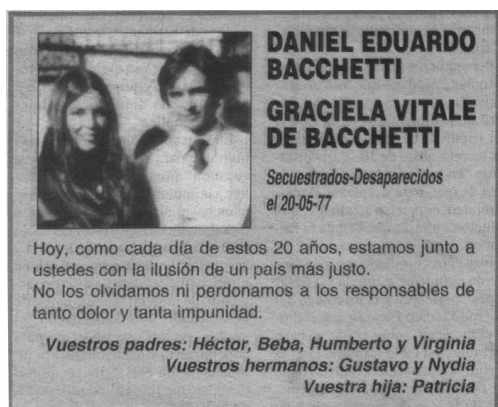 DANIEL EDUARDO
BACCHETTI
GRACIELA VITALE
DE BACCHETTI
Secuestrados-Desaparecidos
el 20-05-77
Hoy, como cada día de estos 20 años, estamos junto a
ustedes con la ilusión de un país más justo.
No los olvidamos ni perdonamos a los responsables de
tanto dolor y tanta impunidad.
Vuestros padres: Héctor, Beba, Humberto y Virginia
Vuestros hermanos: Gustavo y Nydia
Vuestra hija: Patricia